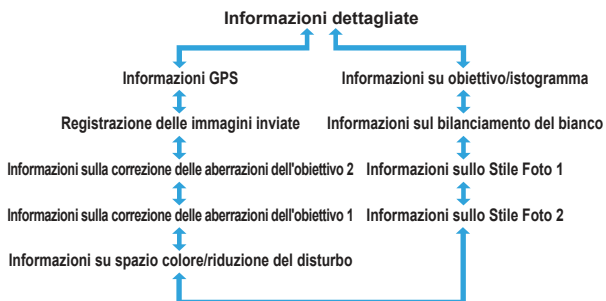 Informazioni dettagliate
Informazioni GPS
Informazioni su obiettivo/istogramma
Registrazione delle immagini inviate
Informazioni sul bilanciamento del bianco
Informazioni sulla correzione delle aberrazioni dell'obiettivo 2
Informazioni sullo Stile Foto 1
Informazioni sulla correzione delle aberrazioni dell'obiettivo 1
Informazioni sullo Stile Foto 2
Informazioni su spazio colore/riduzione del disturbo